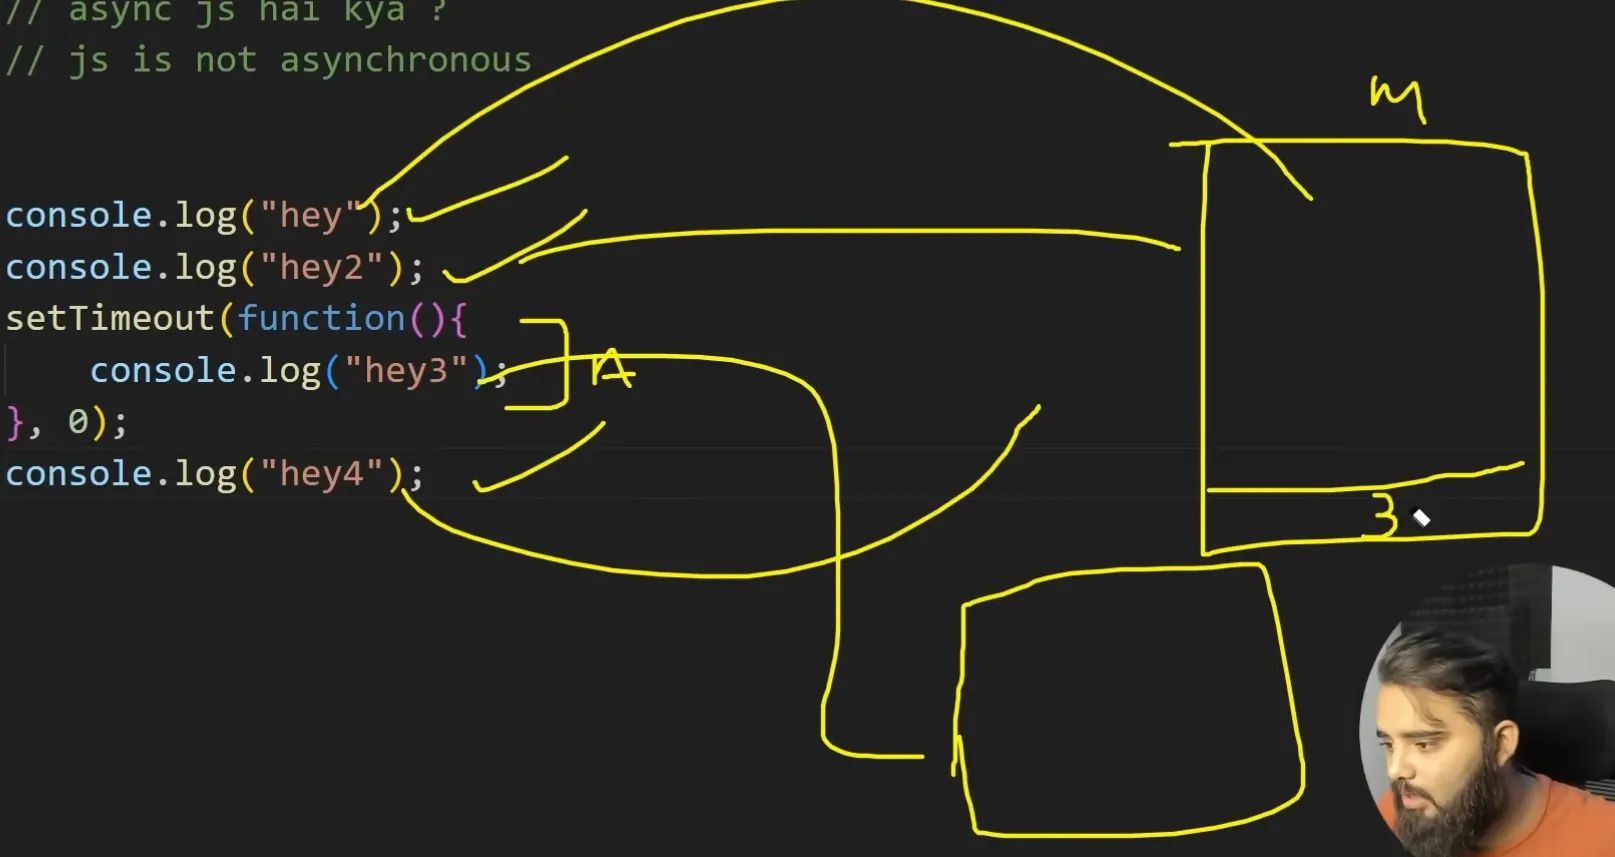 // async js hai kya ?
// js is not asynchronous
M
console.log("hey");
console.log("hey2");
setTimeout(function(){
    console.log("hey3");
}, 0);
A
console.log("hey4");
3